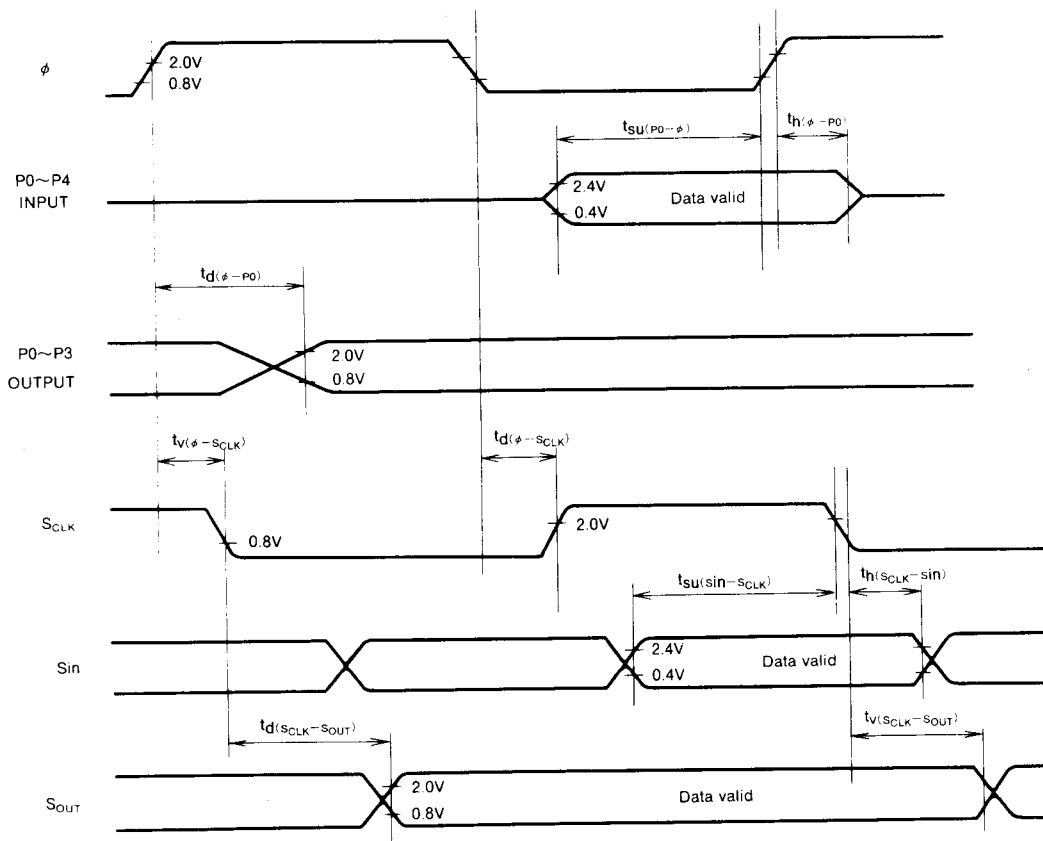 ϕ
2.0V
0.8V
tsu(P0−ϕ)
th(ϕ−P0)
P0~P4
INPUT
2.4V
0.4V
Data valid
td(ϕ−P0)
P0~P3
OUTPUT
2.0V
0.8V
tv(ϕ−SCLK)
td(ϕ−SCLK)
SCLK
0.8V
2.0V
tsu(sin−SCLK)
th(SCLK−sin)
Sin
2.4V
0.4V
Data valid
td(SCLK−SOUT)
tv(SCLK−SOUT)
SOUT
2.0V
0.8V
Data valid